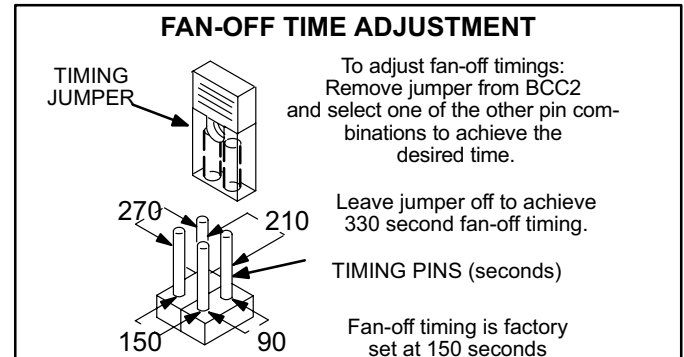 FAN-OFF TIME ADJUSTMENT
TIMING
JUMPER
To adjust fan-off timings:
Remove jumper from BCC2
and select one of the other pin com-
binations to achieve the
desired time.
270
210
Leave jumper off to achieve
330 second fan-off timing.
TIMING PINS (seconds)
150
90
Fan-off timing is factory
set at 150 seconds